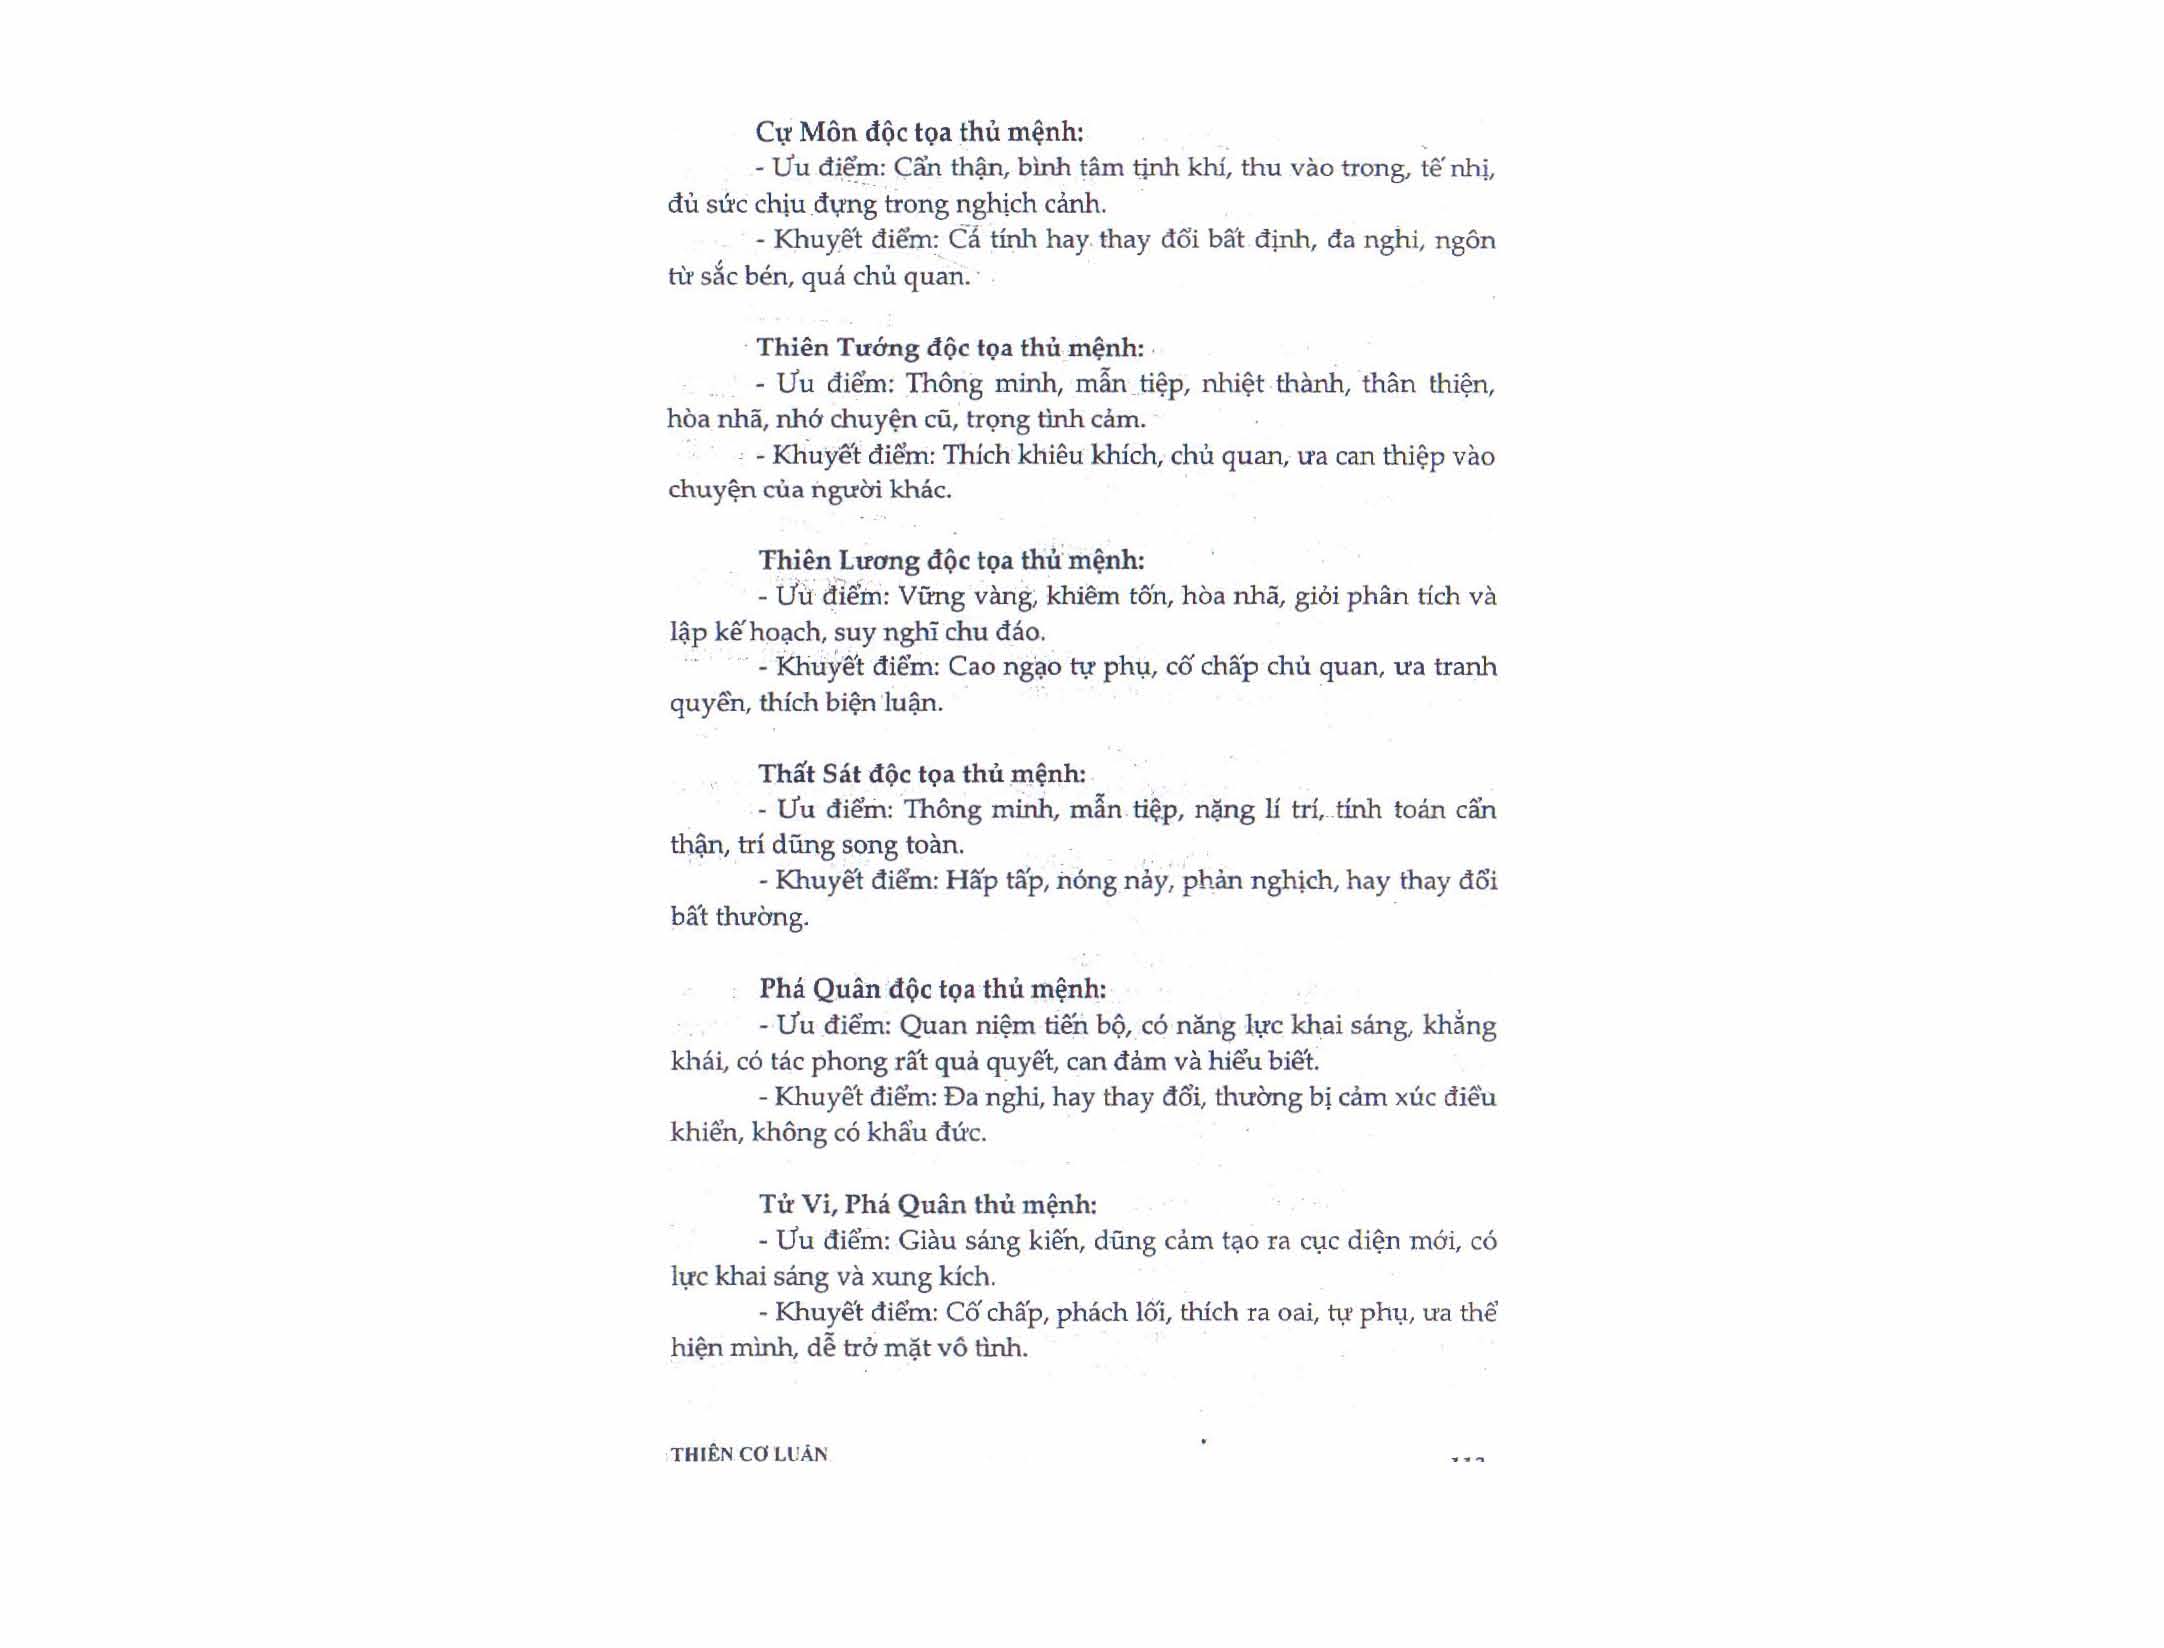 Cự Môn độc tọa thủ mệnh:
- Ưu điểm: Cẩn thận, bình tâm tịnh khí, thu vào trong, tế nhị,
đủ sức chịu đựng trong nghịch cảnh.
- Khuyết điểm: Cá tính hay thay đổi bất định, đa nghi, ngôn
từ sắc bén, quá chủ quan.
Thiên Tướng độc tọa thủ mệnh:
- Ưu điểm: Thông minh, mẫn tiệp, nhiệt thành, thân thiện,
hòa nhã, nhớ chuyện cũ, trọng tình cảm.
- Khuyết điểm: Thích khiêu khích, chủ quan, ưa can thiệp vào
chuyện của người khác.
Thiên Lương độc tọa thủ mệnh:
- Ưu điểm: Vững vàng, khiêm tốn, hòa nhã, giỏi phân tích và
lập kế hoạch, suy nghĩ chu đáo.
- Khuyết điểm: Cao ngạo tự phụ, cố chấp chủ quan, ưa tranh
quyền, thích biện luận.
Thất Sát độc tọa thủ mệnh:
- Ưu điểm: Thông minh, mẫn tiệp, nặng lí trí, tính toán cẩn
thận, trí dũng song toàn.
- Khuyết điểm: Hấp tấp, nóng nảy, phản nghịch, hay thay đổi
bất thường.
Phá Quân độc tọa thủ mệnh:
- Ưu điểm: Quan niệm tiến bộ, có năng lực khai sáng, khẳng
khái, có tác phong rất quả quyết, can đảm và hiểu biết.
- Khuyết điểm: Đa nghi, hay thay đổi, thường bị cảm xúc điều
khiển, không có khẩu đức.
Tử Vi, Phá Quân thủ mệnh:
- Ưu điểm: Giàu sáng kiến, dũng cảm tạo ra cục diện mới, có
lực khai sáng và xung kích.
- Khuyết điểm: Cố chấp, phách lối, thích ra oai, tự phụ, ưa thể
hiện mình, dễ trở mặt vô tình.
THIÊN CƠ LUẬN